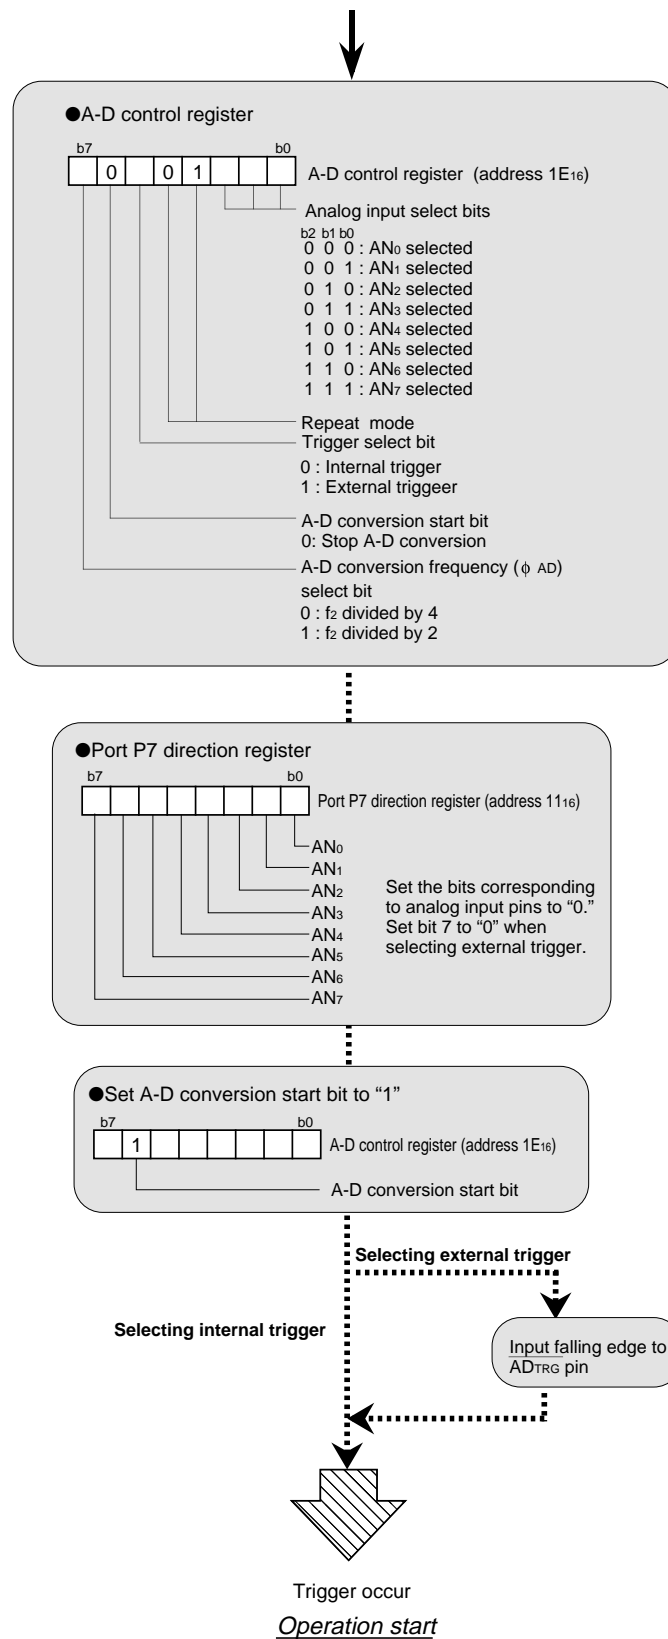 ●A-D control register
b7 b0
0 0 1 A-D control register (address 1E16)
Analog input select bits
b2 b1 b0
0 0 0 : AN0 selected
0 0 1 : AN1 selected
0 1 0 : AN2 selected
0 1 1 : AN3 selected
1 0 0 : AN4 selected
1 0 1 : AN5 selected
1 1 0 : AN6 selected
1 1 1 : AN7 selected
Repeat mode
Trigger select bit
0 : Internal trigger
1 : External triggeer
A-D conversion start bit
0: Stop A-D conversion
A-D conversion frequency (ϕ AD)
select bit
0 : f2 divided by 4
1 : f2 divided by 2
●Port P7 direction register
b7 b0
Port P7 direction register (address 1116)
AN0
AN1
AN2
AN3
AN4
AN5
AN6
AN7
Set the bits corresponding
to analog input pins to “0.”
Set bit 7 to “0” when
selecting external trigger.
●Set A-D conversion start bit to “1”
b7 b0
1 A-D control register (address 1E16)
A-D conversion start bit
Selecting external trigger
Selecting internal trigger
Input falling edge to
ADTRG pin
Trigger occur
Operation start